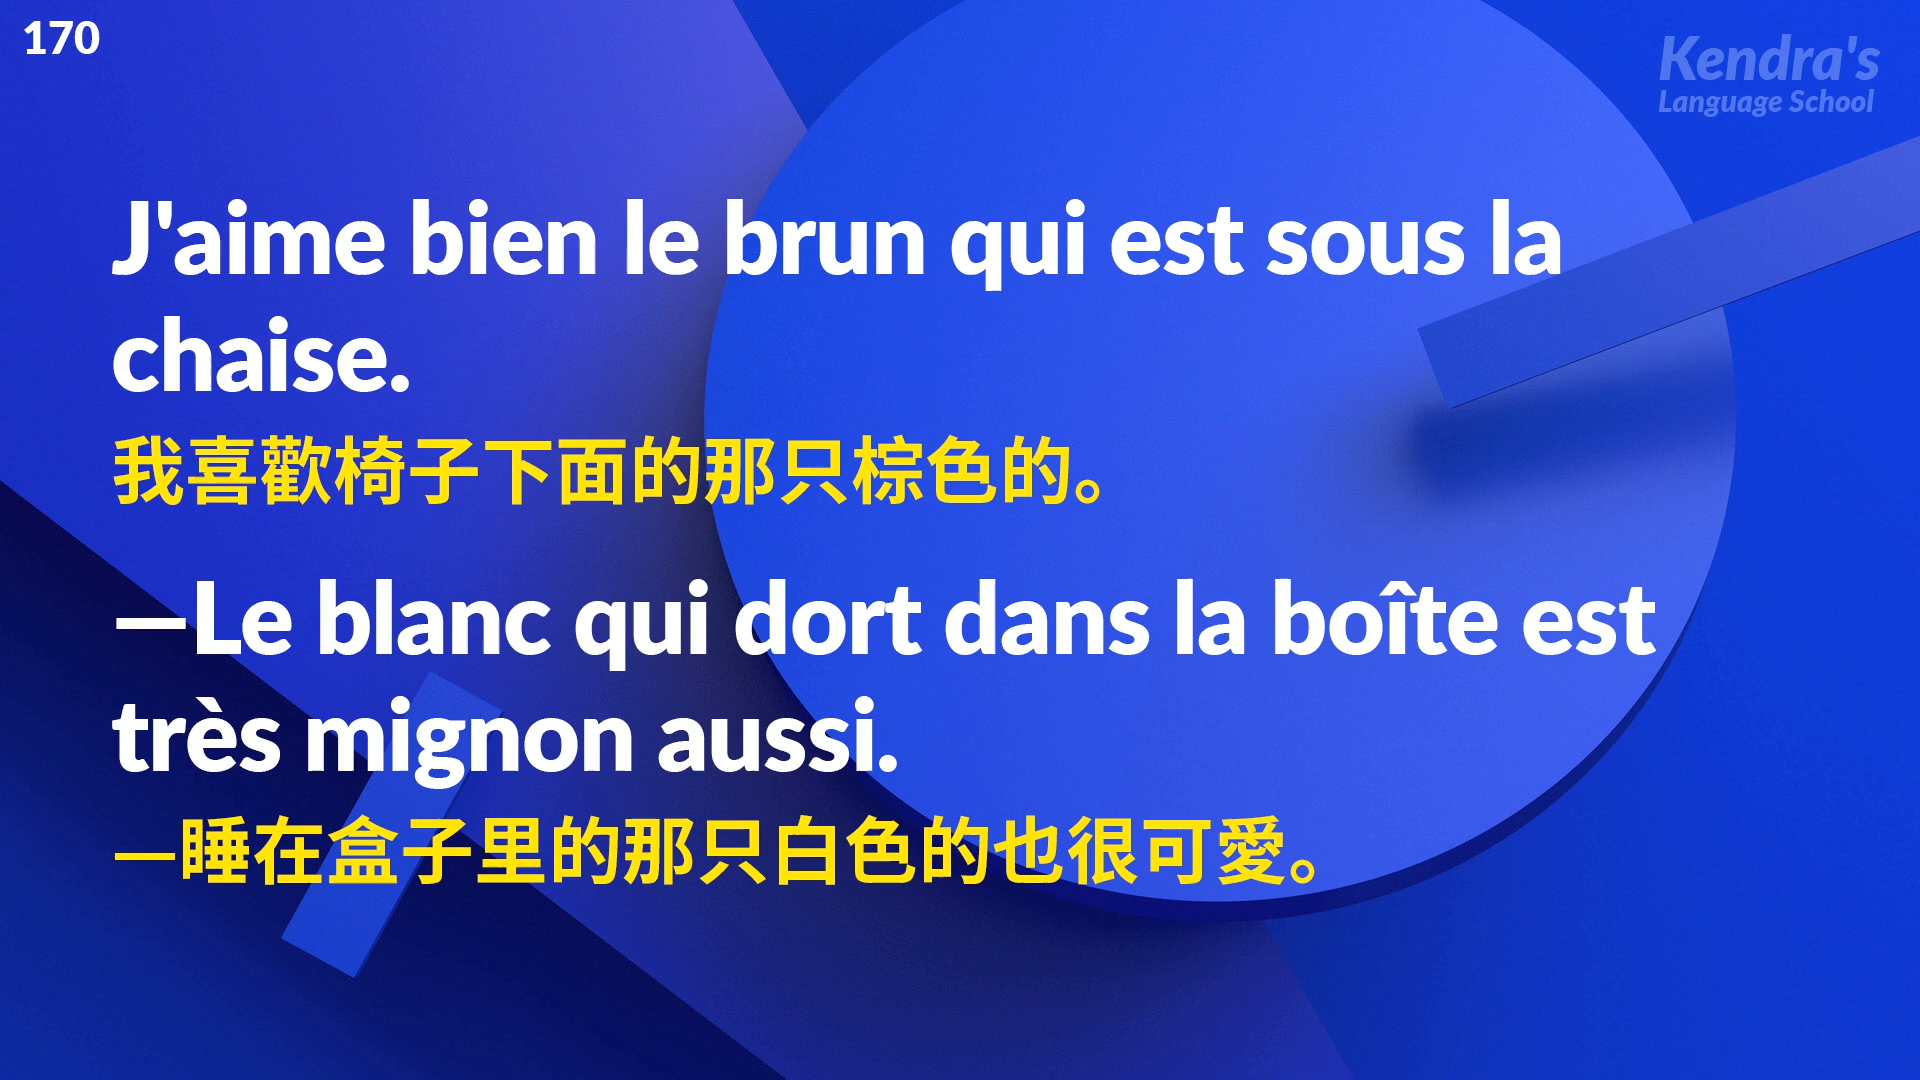 170
Kendra's
Language School
J'aime bien le brun qui est sous la
chaise.
我喜歡椅子下面的那只棕色的。
—Le blanc qui dort dans la boîte est
très mignon aussi.
—睡在盒子里的那只白色的也很可愛。